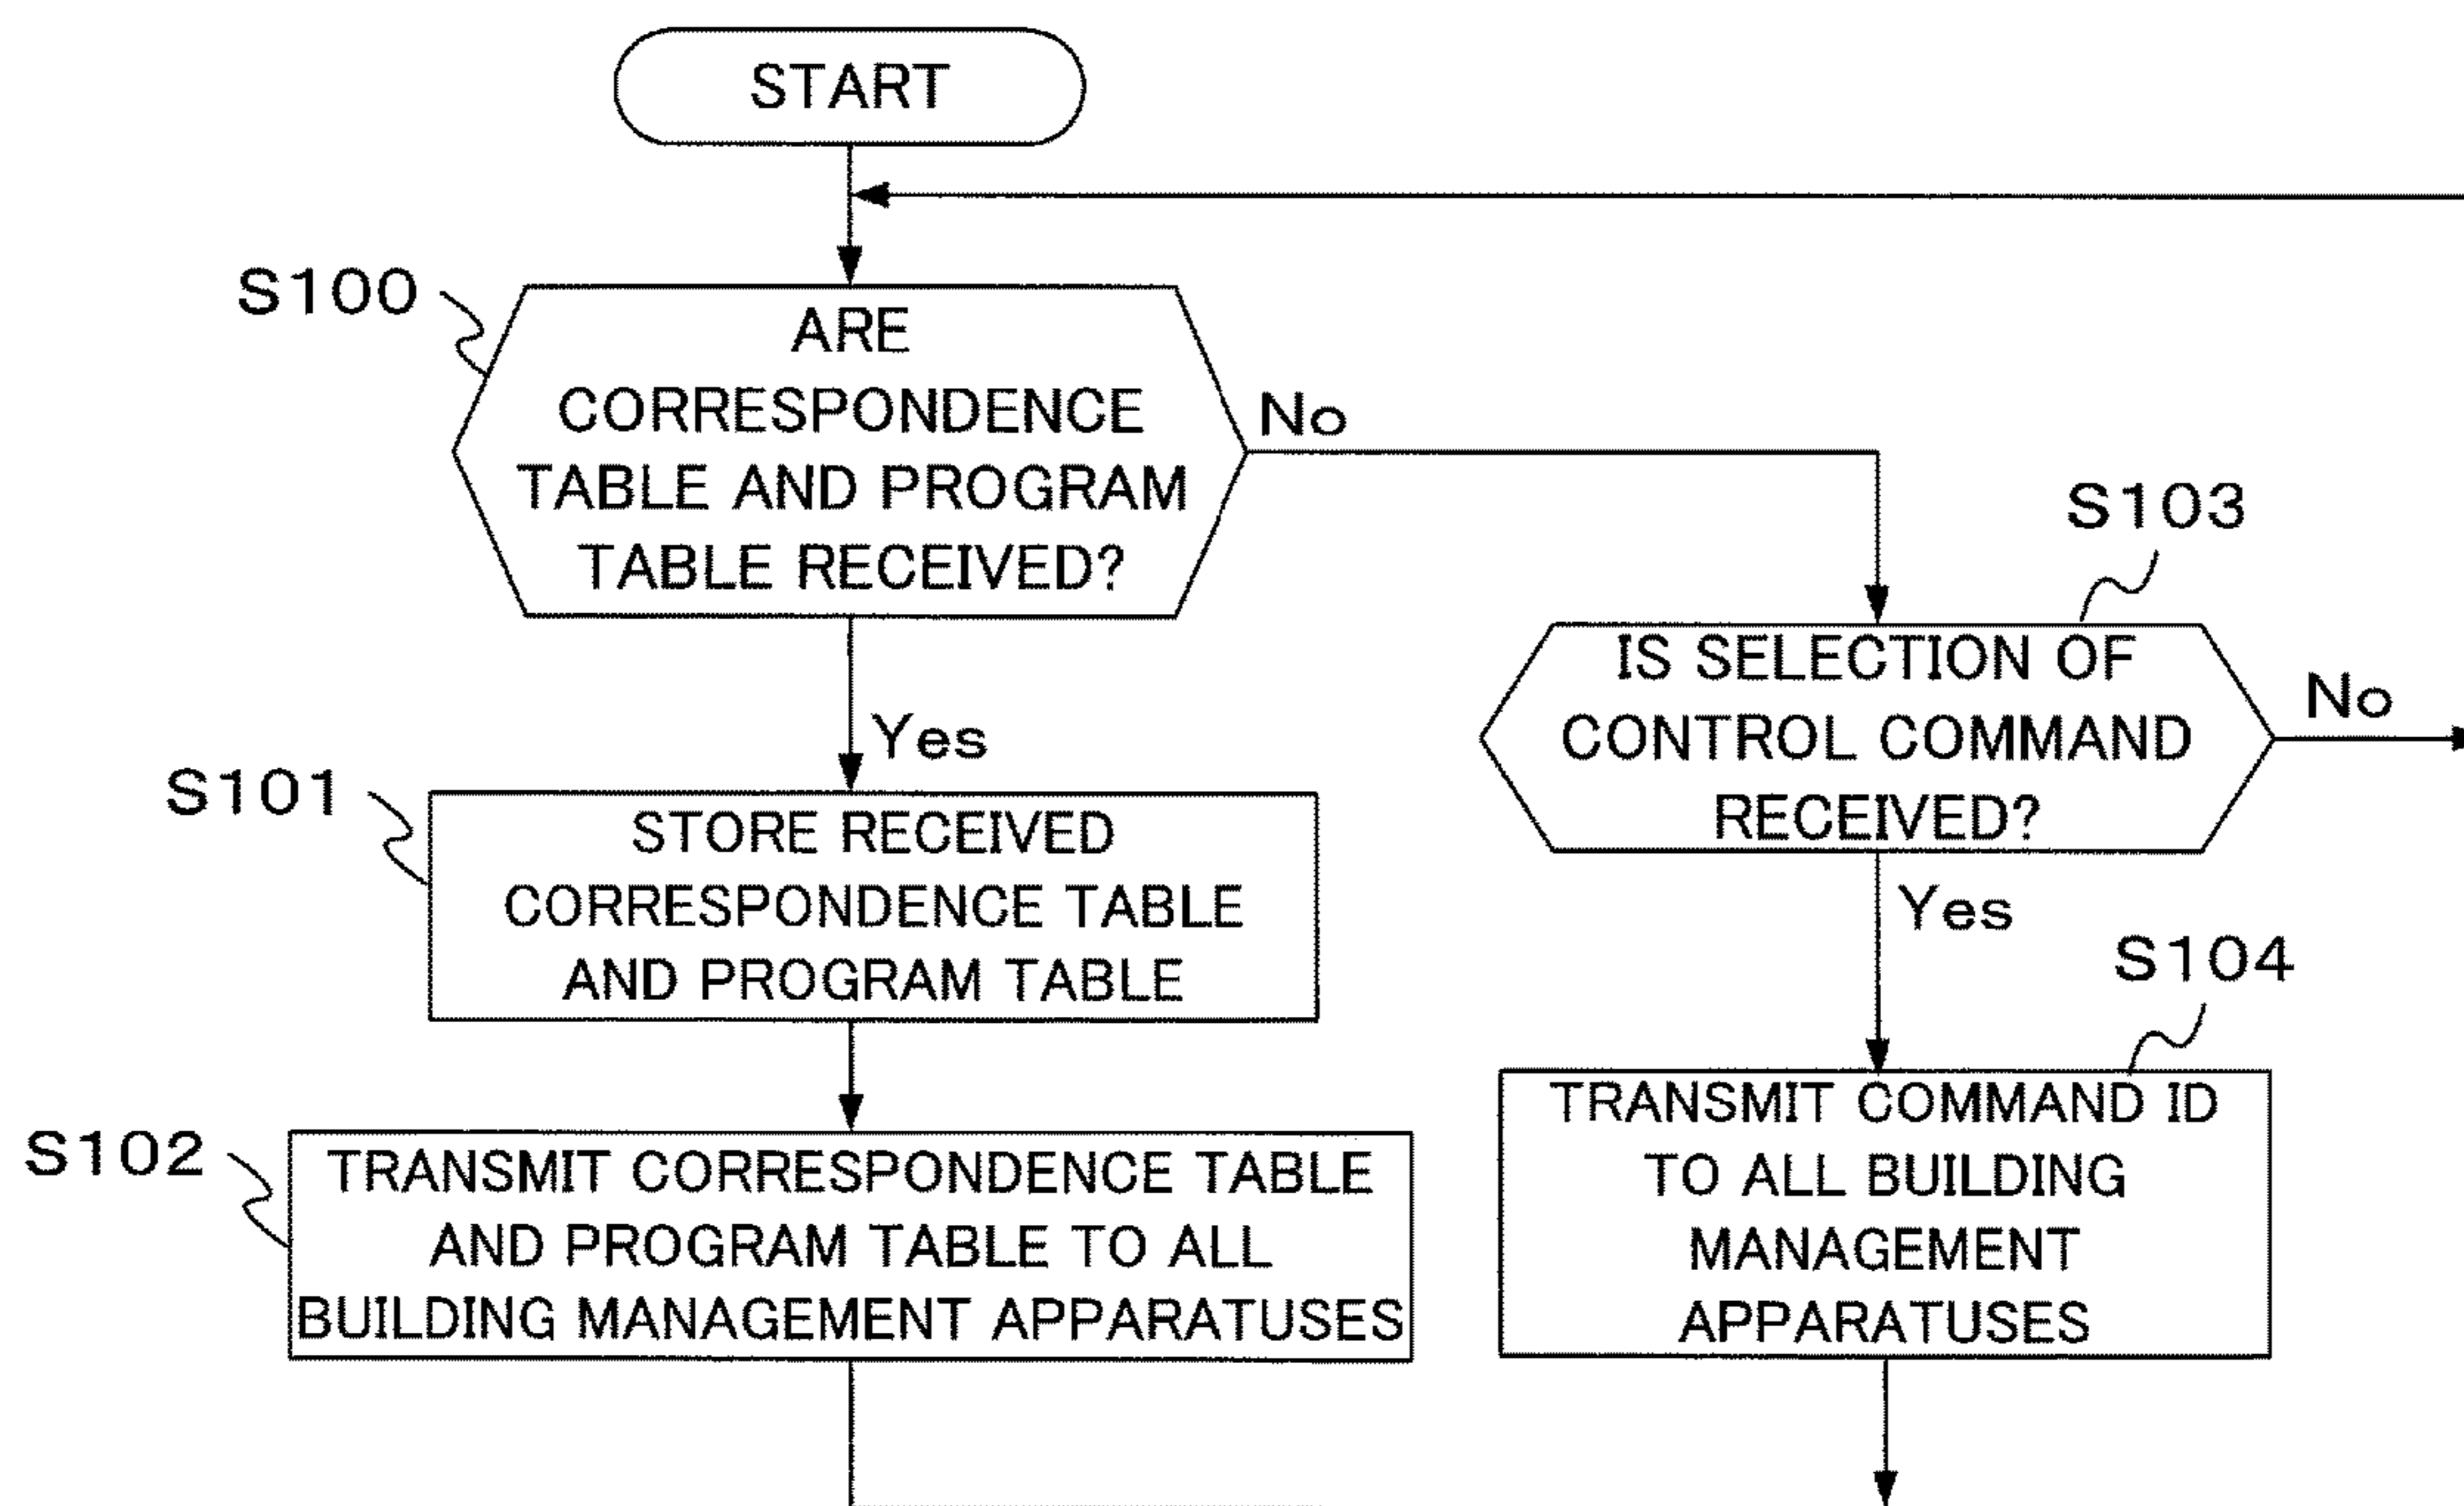 START
S100
ARE
CORRESPONDENCE
TABLE AND PROGRAM
TABLE RECEIVED?
No
Yes
S101
STORE RECEIVED
CORRESPONDENCE TABLE
AND PROGRAM TABLE
S102
TRANSMIT CORRESPONDENCE TABLE
AND PROGRAM TABLE TO ALL
BUILDING MANAGEMENT APPARATUSES
S103
IS SELECTION OF
CONTROL COMMAND
RECEIVED?
No
Yes
S104
TRANSMIT COMMAND ID
TO ALL BUILDING
MANAGEMENT
APPARATUSES